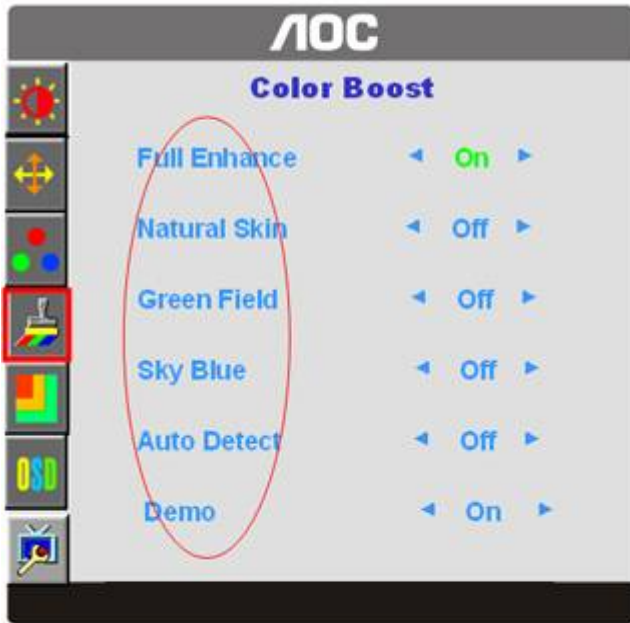 AOC
Color Boost
Full Enhance On
Natural Skin Off
Green Field Off
Sky Blue Off
Auto Detect Off
OSD
Demo On